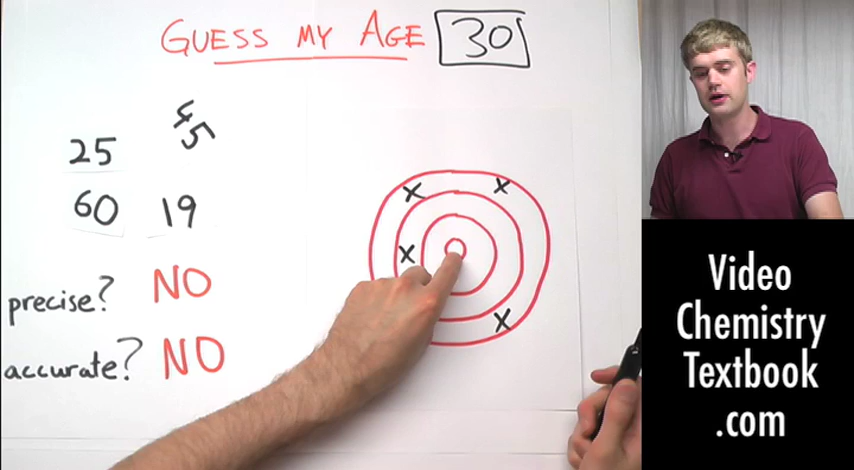 GUESS MY AGE 30
25 45
60 19
precise? NO
accurate? NO
x x
x
x
Video
Chemistry
Textbook
.com